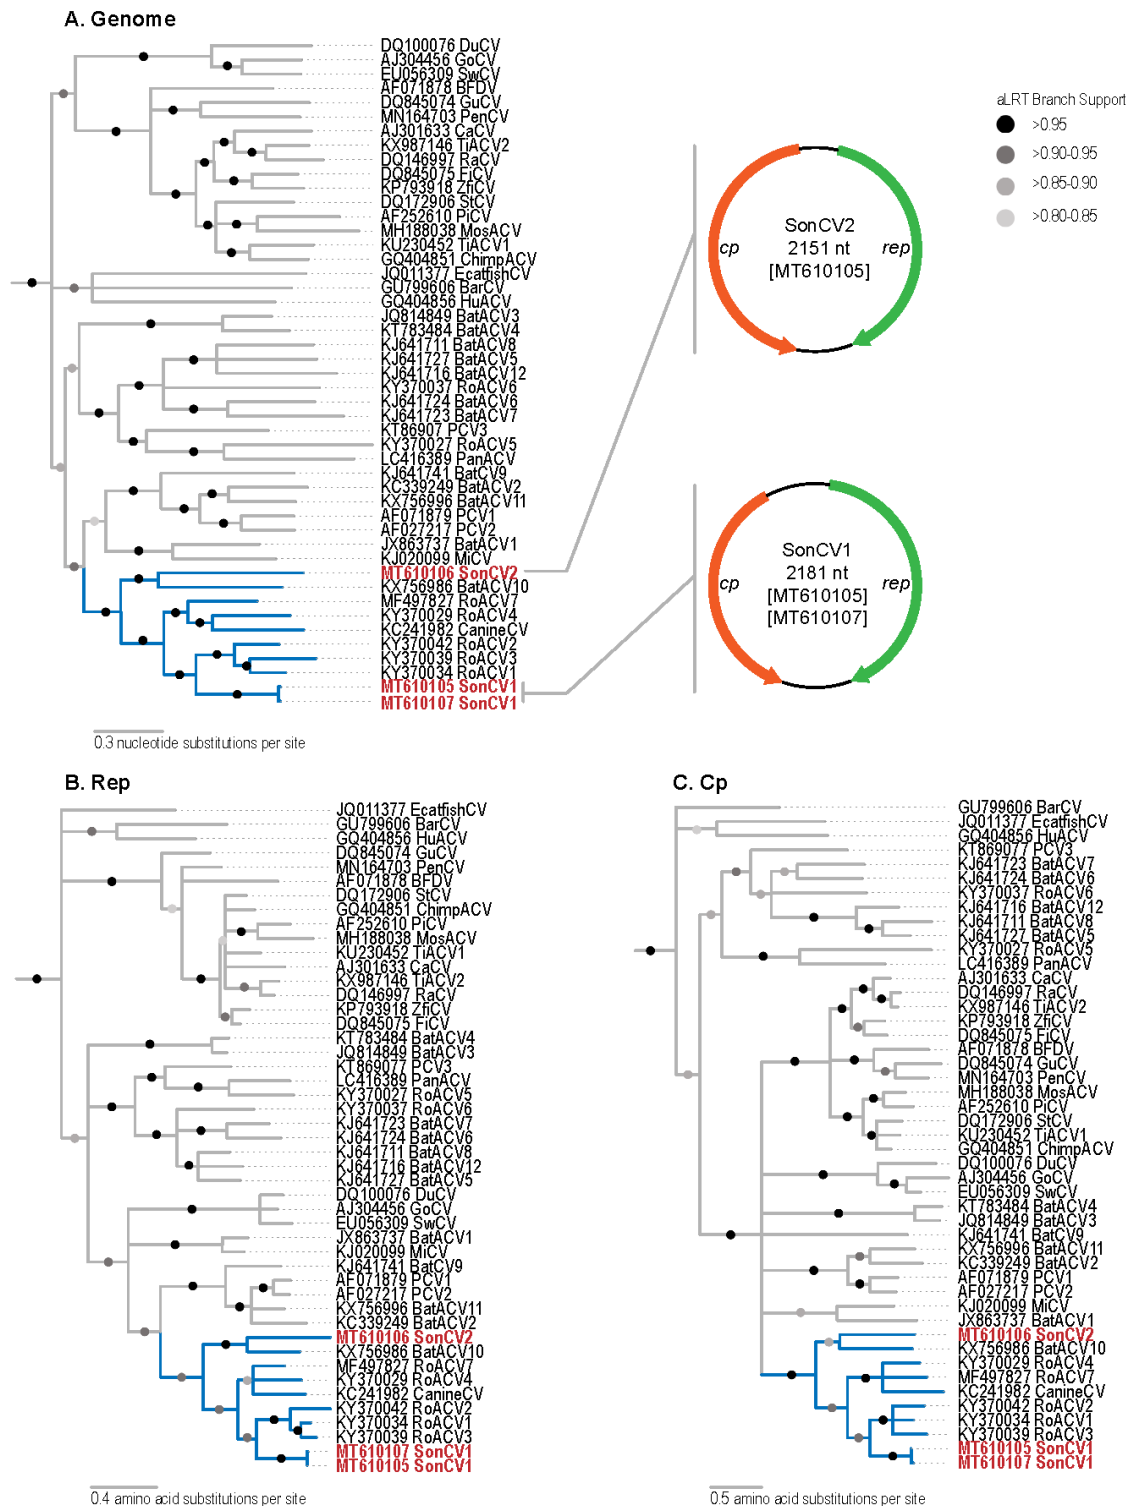 A. Genome
DQ100076 DuCV
AJ304456 GoCV
EU056309 SwCV
AF071878 BFDV
DQ845074 GuCV
MN164703 PenCV
AJ301633 CaCV
KX987146 TiACV2
DQ146997 RaCV
DQ845075 FiCV
KP793918 ZfiCV
DQ172906 StCV
AF252610 PiCV
MH188038 MosACV
KU230452 TiACV1
GQ404851 ChimpACV
JQ011377 EcatfishCV
GU799606 BarCV
GQ404856 HuACV
JQ814849 BatACV3
KT783484 BatACV4
KJ641711 BatACV8
KJ641727 BatACV5
KJ641716 BatACV12
KY370037 RoACV6
KJ641724 BatACV6
KJ641723 BatACV7
KT86907 PCV3
KY370027 RoACV5
LC416389 PanACV
KJ641741 BatCV9
KC339249 BatACV2
KX756996 BatACV11
AF071879 PCV1
AF027217 PCV2
JX863737 BatACV1
KJ020099 MiCV
MT610106 SonCV2
KX756986 BatACV10
MF497827 RoACV7
KY370029 RoACV4
KC241982 CanineCV
KY370042 RoACV2
KY370039 RoACV3
KY370034 RoACV1
MT610105 SonCV1
MT610107 SonCV1
0.3 nucleotide substitutions per site
aLRT Branch Support
>0.95
>0.90-0.95
>0.85-0.90
>0.80-0.85
SonCV2
2151 nt
[MT610105]
cp
rep
SonCV1
2181 nt
[MT610105]
[MT610107]
cp
rep
B. Rep
JQ011377 EcatfishCV
GU799606 BarCV
GQ404856 HuACV
DQ845074 GuCV
MN164703 PenCV
AF071878 BFDV
DQ172906 StCV
GQ404851 ChimpACV
AF252610 PiCV
MH188038 MosACV
KU230452 TiACV1
AJ301633 CaCV
KX987146 TiACV2
DQ146997 RaCV
KP793918 ZfiCV
DQ845075 FiCV
KT783484 BatACV4
JQ814849 BatACV3
KT869077 PCV3
LC416389 PanACV
KY370027 RoACV5
KY370037 RoACV6
KJ641723 BatACV7
KJ641724 BatACV6
KJ641711 BatACV8
KJ641716 BatACV12
KJ641727 BatACV5
DQ100076 DuCV
AJ304456 GoCV
EU056309 SwCV
JX863737 BatACV1
KJ020099 MiCV
KJ641741 BatCV9
AF071879 PCV1
AF027217 PCV2
KX756996 BatACV11
KC339249 BatACV2
MT610106 SonCV2
KX756986 BatACV10
MF497827 RoACV7
KY370029 RoACV4
KC241982 CanineCV
KY370042 RoACV2
KY370034 RoACV1
KY370039 RoACV3
MT610107 SonCV1
MT610105 SonCV1
0.4 amino acid substitutions per site
C. Cp
GU799606 BarCV
JQ011377 EcatfishCV
GQ404856 HuACV
KT869077 PCV3
KJ641723 BatACV7
KJ641724 BatACV6
KY370037 RoACV6
KJ641716 BatACV12
KJ641711 BatACV8
KJ641727 BatACV5
KY370027 RoACV5
LC416389 PanACV
AJ301633 CaCV
DQ146997 RaCV
KX987146 TiACV2
KP793918 ZfiCV
DQ845075 FiCV
AF071878 BFDV
DQ845074 GuCV
MN164703 PenCV
MH188038 MosACV
AF252610 PiCV
DQ172906 StCV
KU230452 TiACV1
GQ404851 ChimpACV
DQ100076 DuCV
AJ304456 GoCV
EU056309 SwCV
KT783484 BatACV4
JQ814849 BatACV3
KJ641741 BatCV9
KX756996 BatACV11
KC339249 BatACV2
AF071879 PCV1
AF027217 PCV2
KJ020099 MiCV
JX863737 BatACV1
MT610106 SonCV2
KX756986 BatACV10
KY370029 RoACV4
MF497827 RoACV7
KC241982 CanineCV
KY370042 RoACV2
KY370034 RoACV1
KY370039 RoACV3
MT610105 SonCV1
MT610107 SonCV1
0.5 amino acid substitutions per site